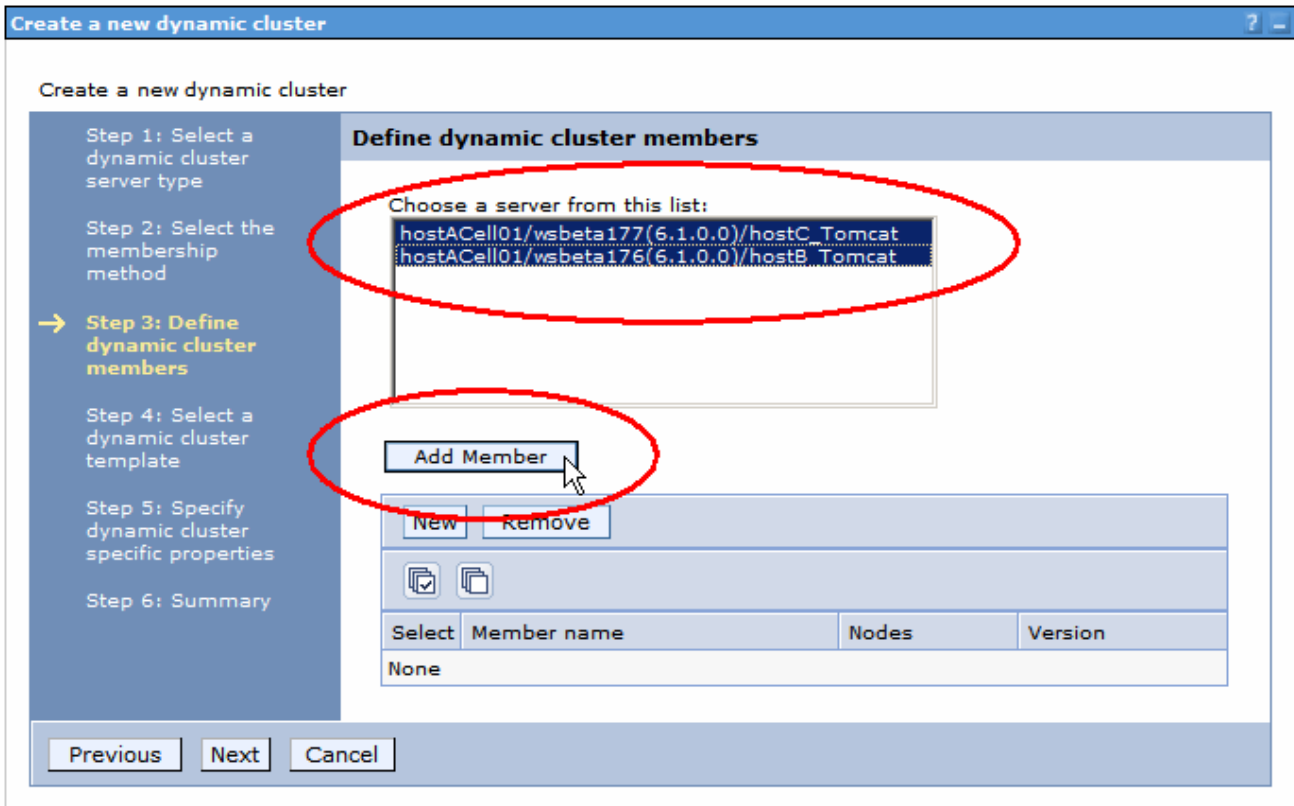 Create a new dynamic cluster
?
Create a new dynamic cluster
Step 1: Select a
dynamic cluster
server type
Step 2: Select the
membership
method
Step 3: Define
dynamic cluster
members
Step 4: Select a
dynamic cluster
template
Step 5: Specify
dynamic cluster
specific properties
Step 6: Summary
Define dynamic cluster members
Choose a server from this list:
hostACell01/wsbeta177(6.1.0.0)/hostC_Tomcat
hostACell01/wsbeta176(6.1.0.0)/hostB_Tomcat
Add Member
New Remove
Select Member name Nodes Version
None
Previous Next Cancel